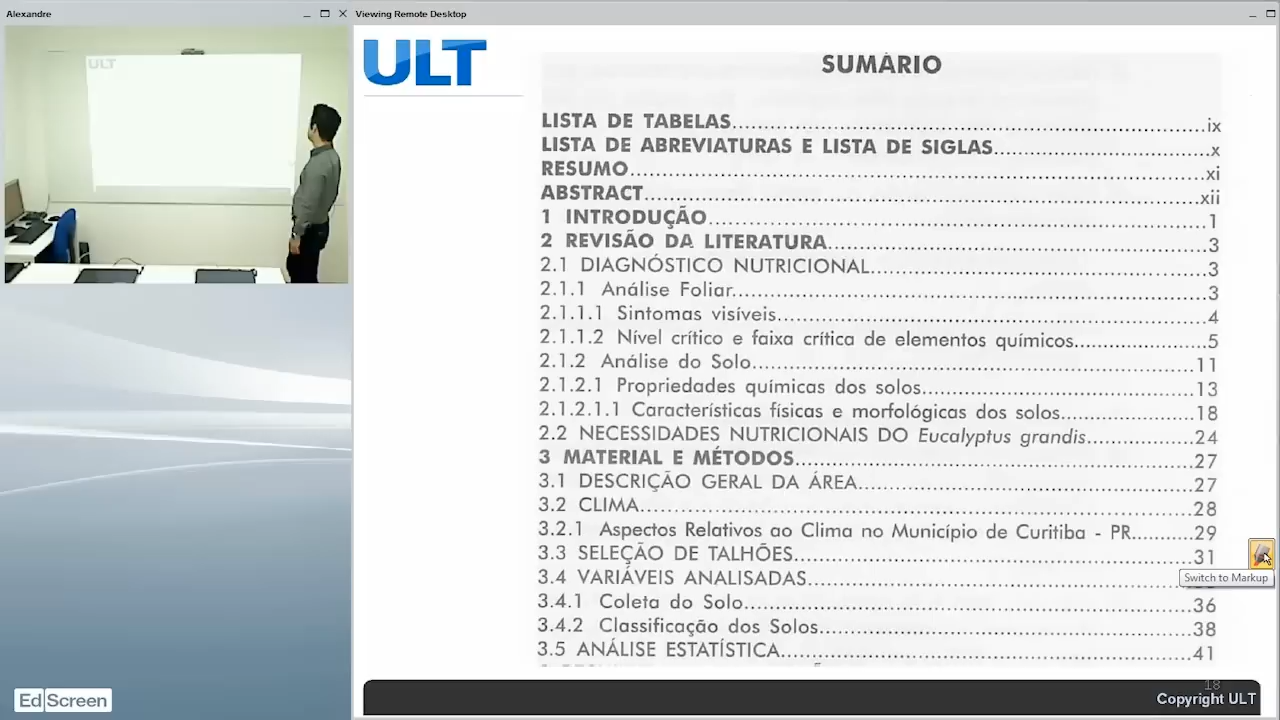 Alexandre
Viewing Remote Desktop
ULT
ULT
SUMÁRIO
LISTA DE TABELAS ix
LISTA DE ABREVIATURAS E LISTA DE SIGLAS x
RESUMO xi
ABSTRACT xii
1 INTRODUÇÃO 1
2 REVISÃO DA LITERATURA 3
2.1 DIAGNÓSTICO NUTRICIONAL 3
2.1.1 Análise Foliar 3
2.1.1.1 Sintomas visíveis 4
2.1.1.2 Nível crítico e faixa crítica de elementos químicos 5
2.1.2 Análise do Solo 11
2.1.2.1 Propriedades químicas dos solos 13
2.1.2.1.1 Características físicas e morfológicas dos solos 18
2.2 NECESSIDADES NUTRICIONAIS DO Eucalyptus grandis 24
3 MATERIAL E MÉTODOS 27
3.1 DESCRIÇÃO GERAL DA ÁREA 27
3.2 CLIMA 28
3.2.1 Aspectos Relativos ao Clima no Município de Curitiba - PR 29
3.3 SELEÇÃO DE TALHÕES 31
3.4 VARIÁVEIS ANALISADAS
Switch to Markup
3.4.1 Coleta do Solo 36
3.4.2 Classificação dos Solos 38
3.5 ANÁLISE ESTATÍSTICA 41
18
Copyright ULT
Ed Screen